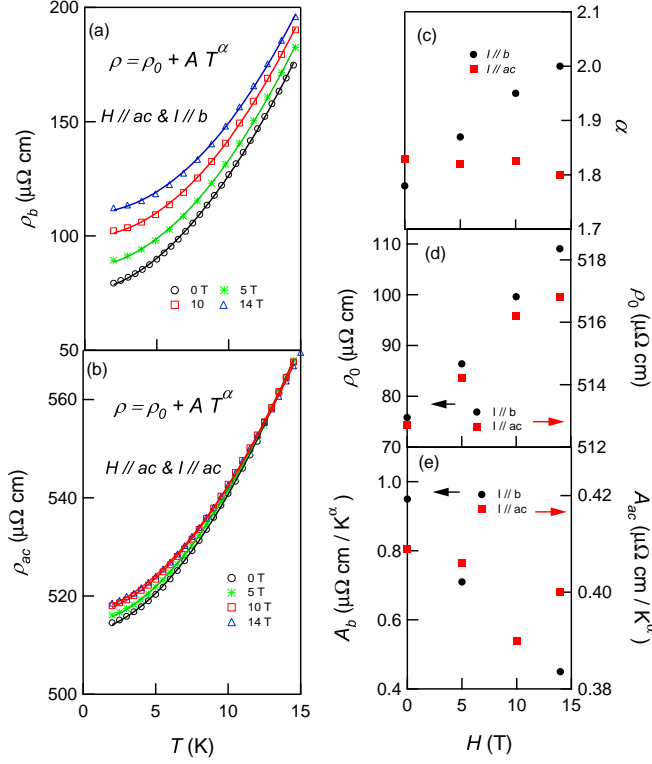 (a)
ρ = ρ0 + A T^α
H // ac & I // b
200
150
100
50
ρb (μΩ cm)
0 T
5 T
10
14 T
(b)
ρ = ρ0 + A T^α
H // ac & I // ac
560
540
520
500
ρac (μΩ cm)
0 T
5 T
10 T
14 T
0
5
10
15
T (K)
(c)
I // b
I // ac
2.1
2.0
1.9
1.8
1.7
α
(d)
110
100
90
80
70
ρ0 (μΩ cm)
I // b
I // ac
518
516
514
512
ρ0 (μΩ cm)
(e)
1.0
0.8
0.6
0.4
Ab (μΩ cm / K^α)
I // b
I // ac
0.42
0.40
0.38
Aac (μΩ cm / K^α)
0
5
10
15
H (T)